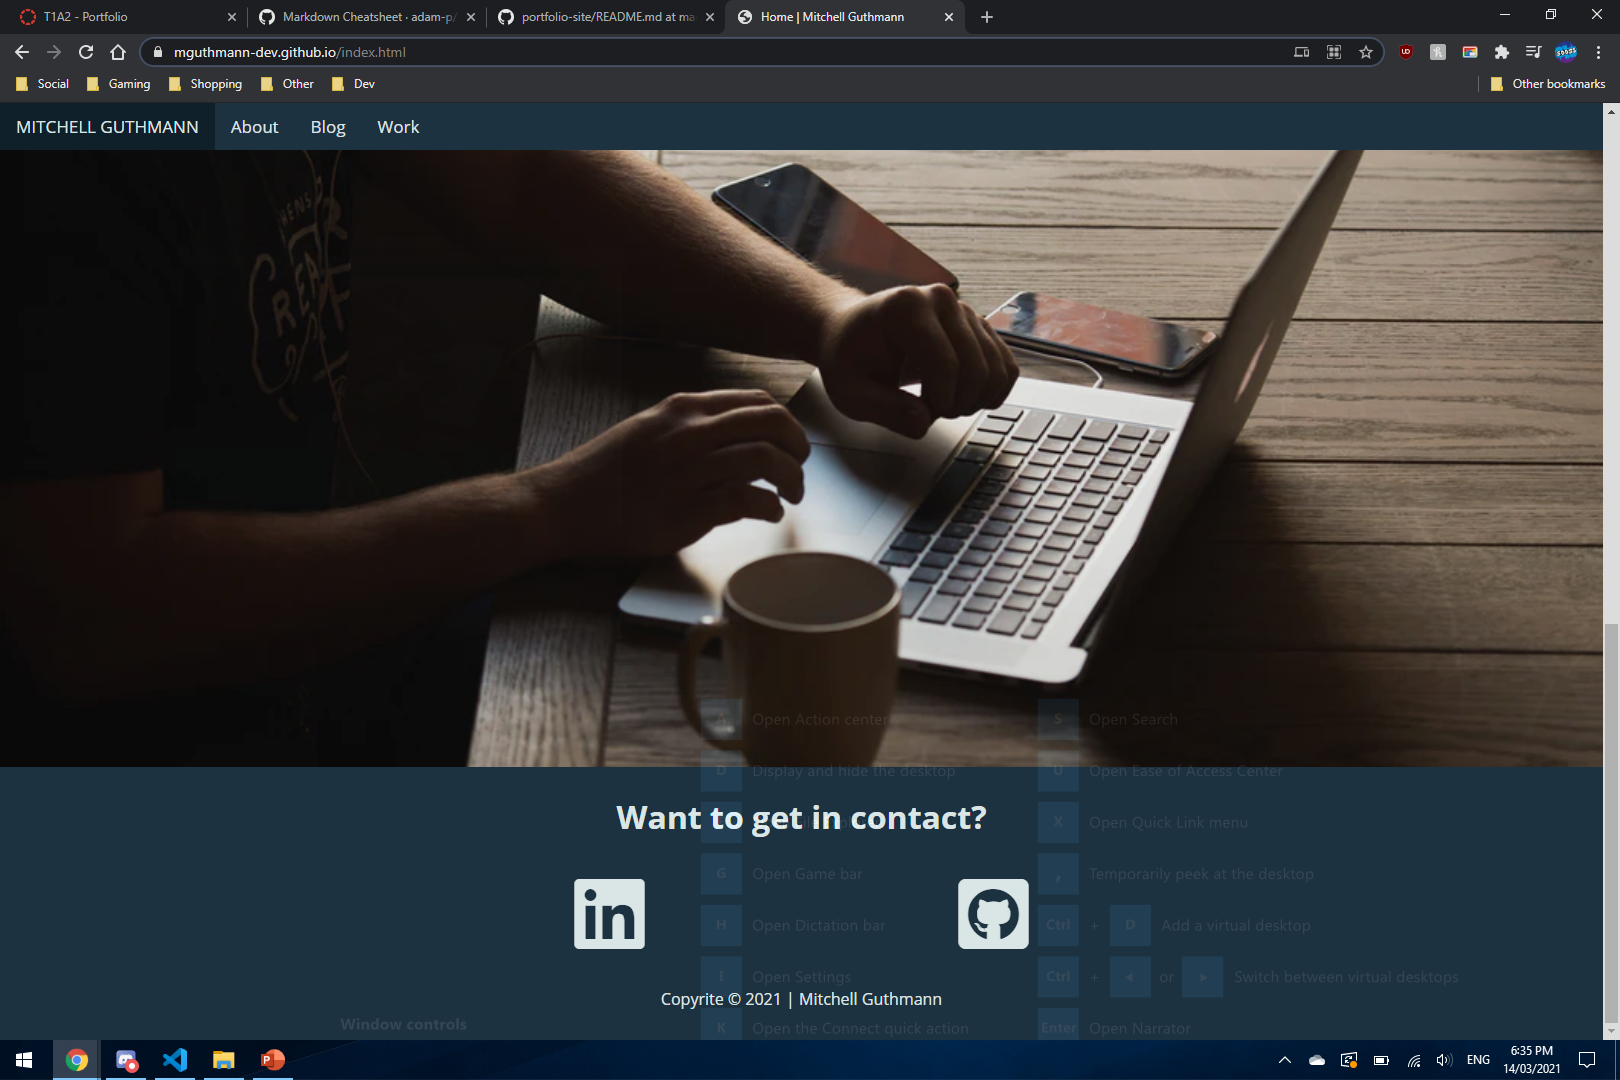 T1A2 - Portfolio
Markdown Cheatsheet · adam-p/
portfolio-site/README.md at ma
Home | Mitchell Guthmann
mguthmann-dev.github.io/index.html
Social
Gaming
Shopping
Other
Dev
Other bookmarks
MITCHELL GUTHMANN
About
Blog
Work
A
Open Action center
S
Open Search
D
Display and hide the desktop
U
Open Ease of Access Center
Want to get in contact?
X
Open Quick Link menu
G
Open Game bar
,
Temporarily peek at the desktop
in
H
Open Dictation bar
Ctrl + D
Add a virtual desktop
I
Open Settings
Ctrl + ◄ or ►
Switch between virtual desktops
Copyrite © 2021 | Mitchell Guthmann
Window controls
K
Open the Connect quick action
Enter
Open Narrator
ENG
6:35 PM
14/03/2021